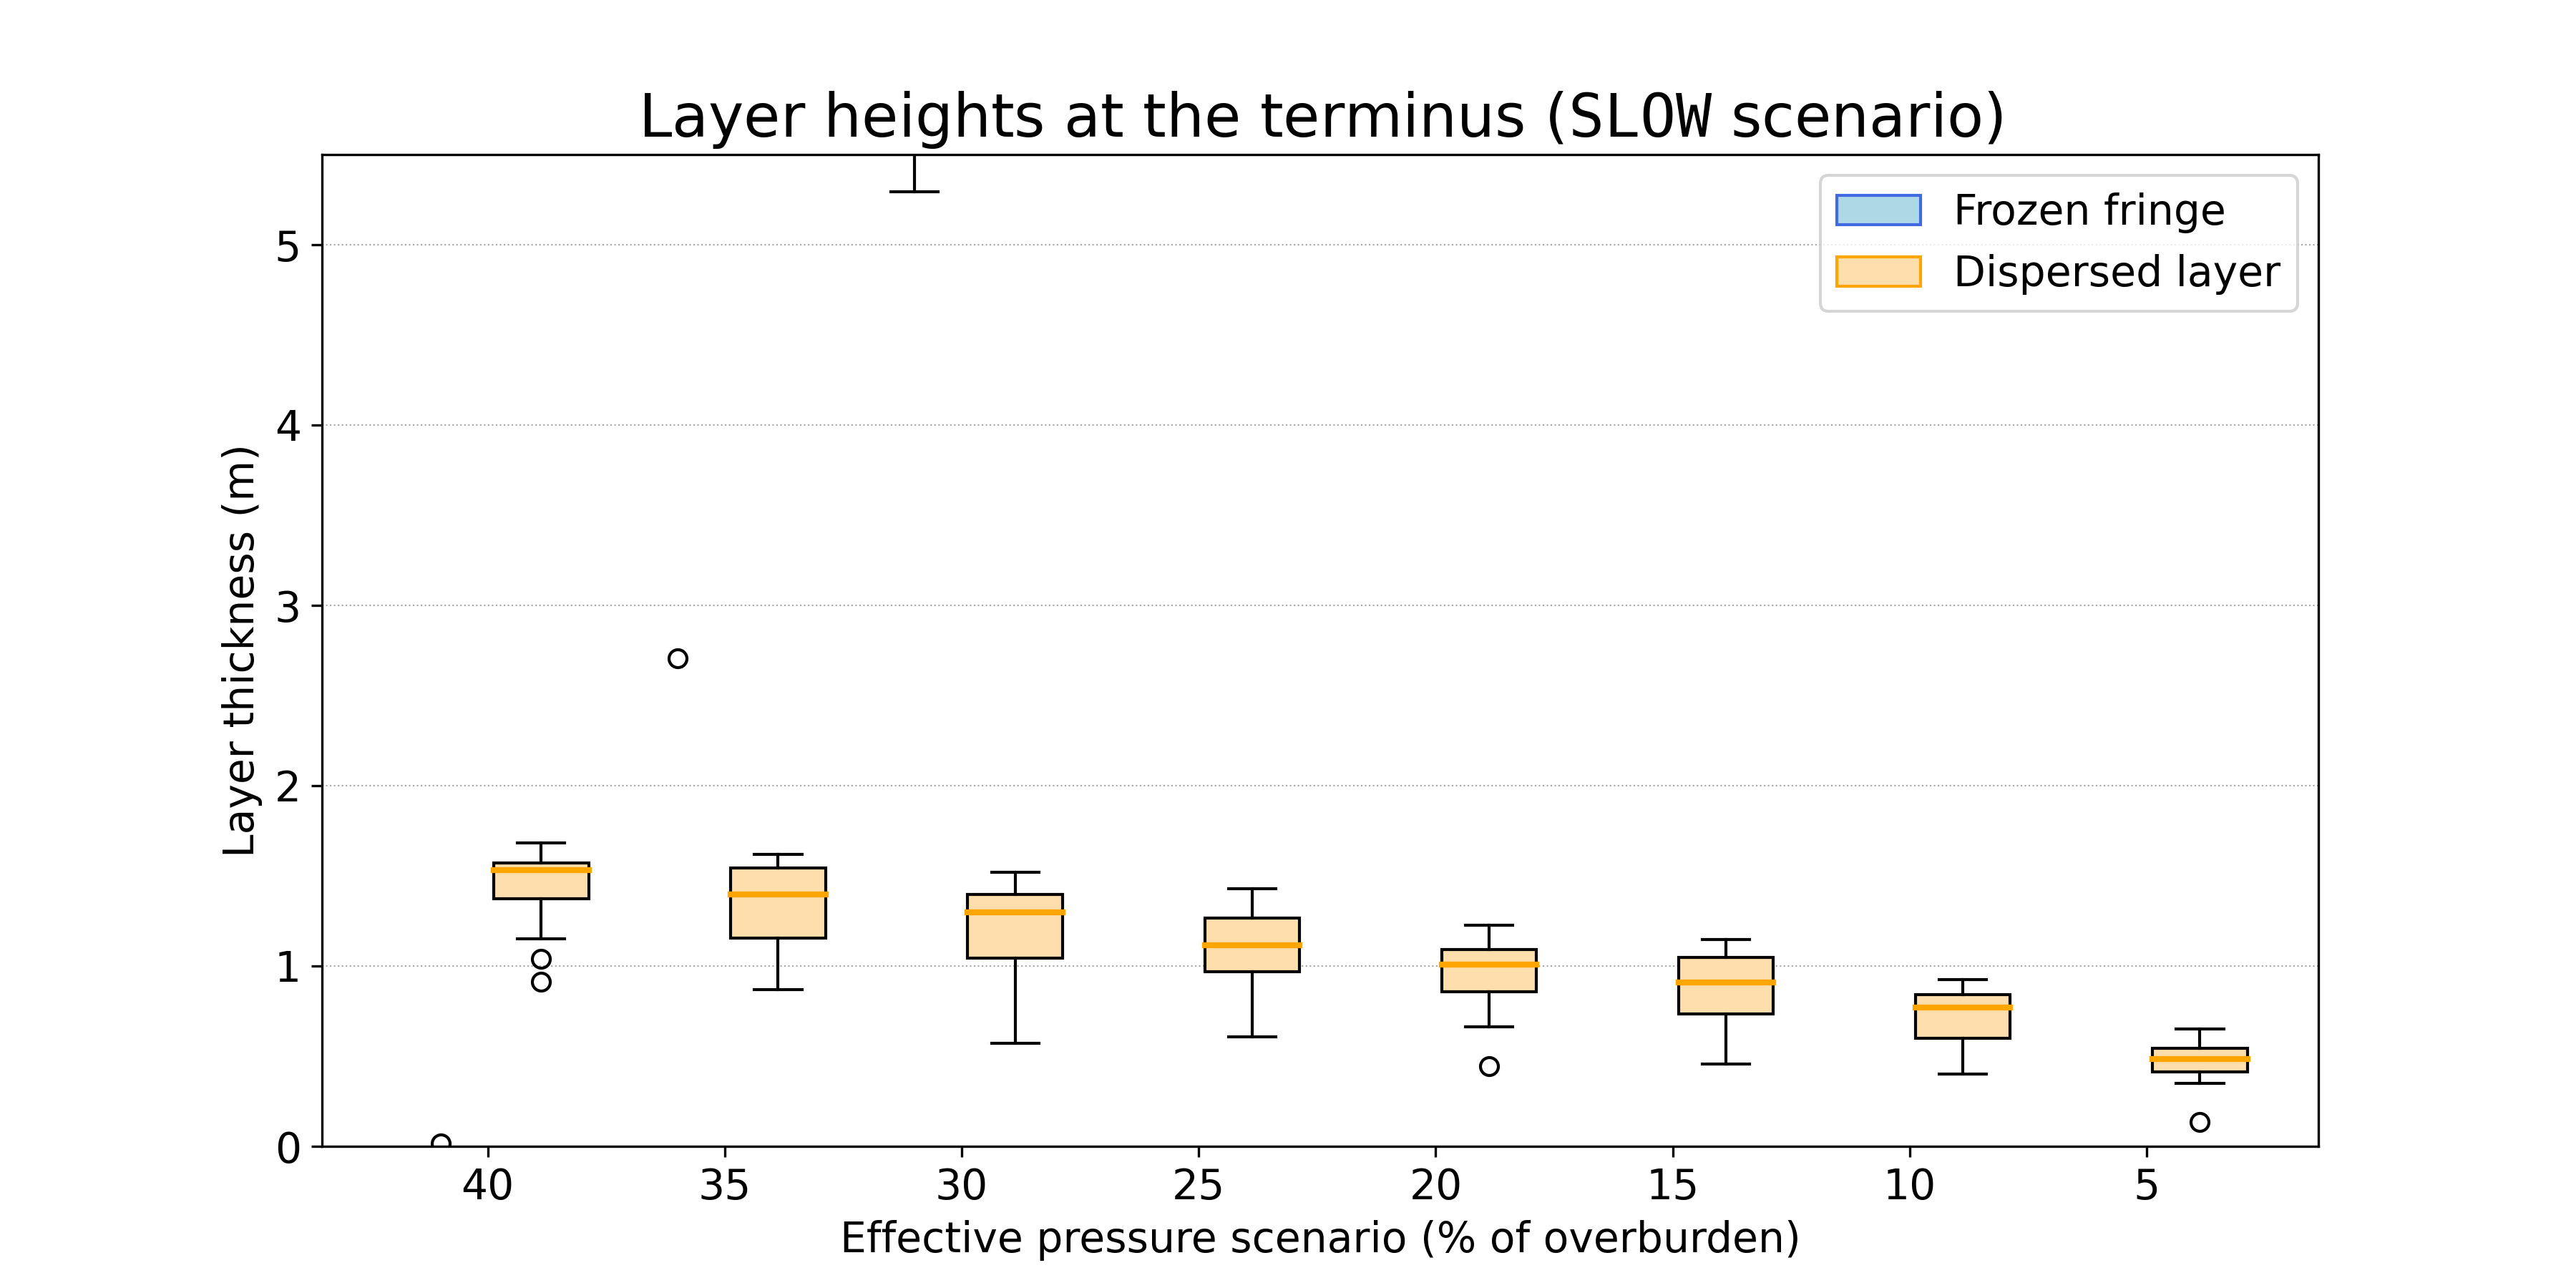 Layer heights at the terminus (SLOW scenario)
Frozen fringe
Dispersed layer
Layer thickness (m)
5
4
3
2
1
0
40 35 30 25 20 15 10 5
Effective pressure scenario (% of overburden)